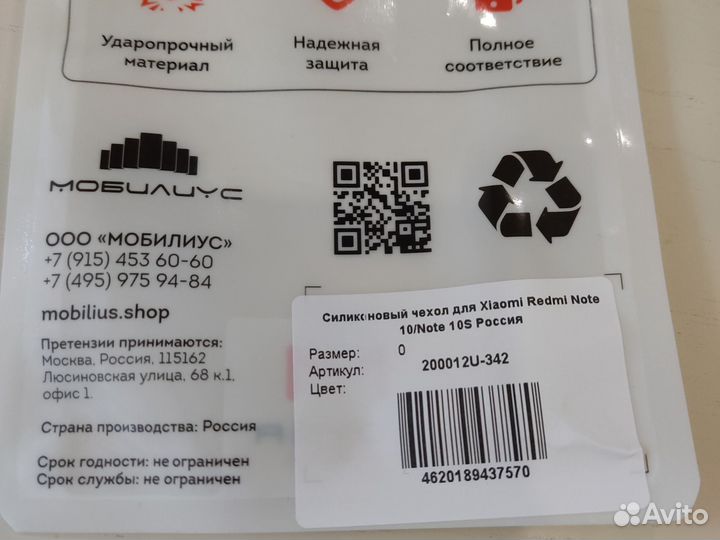 Ударопрочный
материал
Надежная
защита
Полное
соответствие
МОБИЛИУС
ООО «МОБИЛИУС»
+7 (915) 453 60-60
+7 (495) 975 94-84
mobilius.shop
Претензии принимаются:
Москва, Россия, 115162
Люсиновская улица, 68 к.1,
офис 1.
Страна производства: Россия
Срок годности: не ограничен
Срок службы: не ограничен
Силиконовый чехол для Xiaomi Redmi Note
10/Note 10S Россия
Размер: 0
Артикул: 200012U-342
Цвет:
4620189437570
Avito